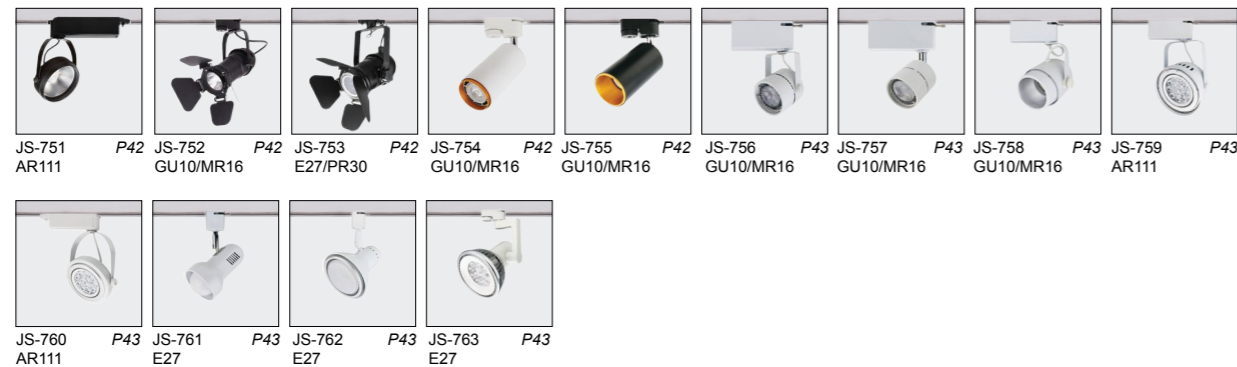 JS-751 P42
AR111
JS-752 P42
GU10/MR16
JS-753 P42
E27/PR30
JS-754 P42
GU10/MR16
JS-755 P42
GU10/MR16
JS-756 P43
GU10/MR16
JS-757 P43
GU10/MR16
JS-758 P43
GU10/MR16
JS-759 P43
AR111
JS-760 P43
AR111
JS-761 P43
E27
JS-762 P43
E27
JS-763 P43
E27